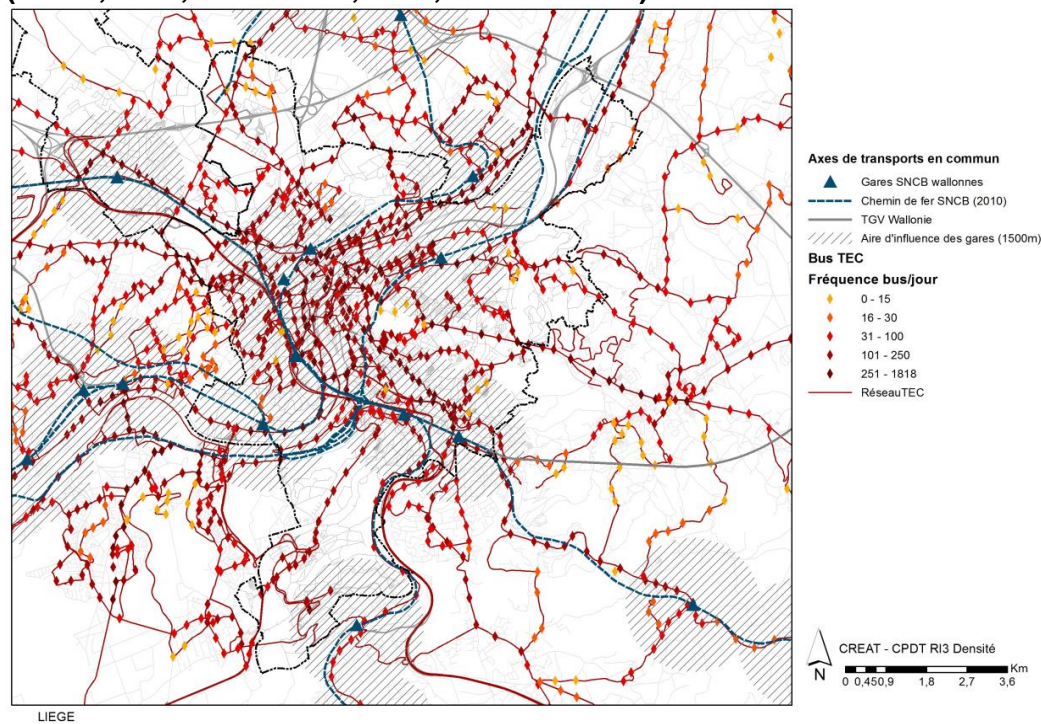 Axes de transports en commun
Gares SNCB wallonnes
Chemin de fer SNCB (2010)
TGV Wallonie
Aire d'influence des gares (1500m)
Bus TEC
Fréquence bus/jour
0 - 15
16 - 30
31 - 100
101 - 250
251 - 1818
RéseauTEC
CREAT - CPDT RI3 Densité
N
Km
0 0,450,9 1,8 2,7 3,6
LIEGE